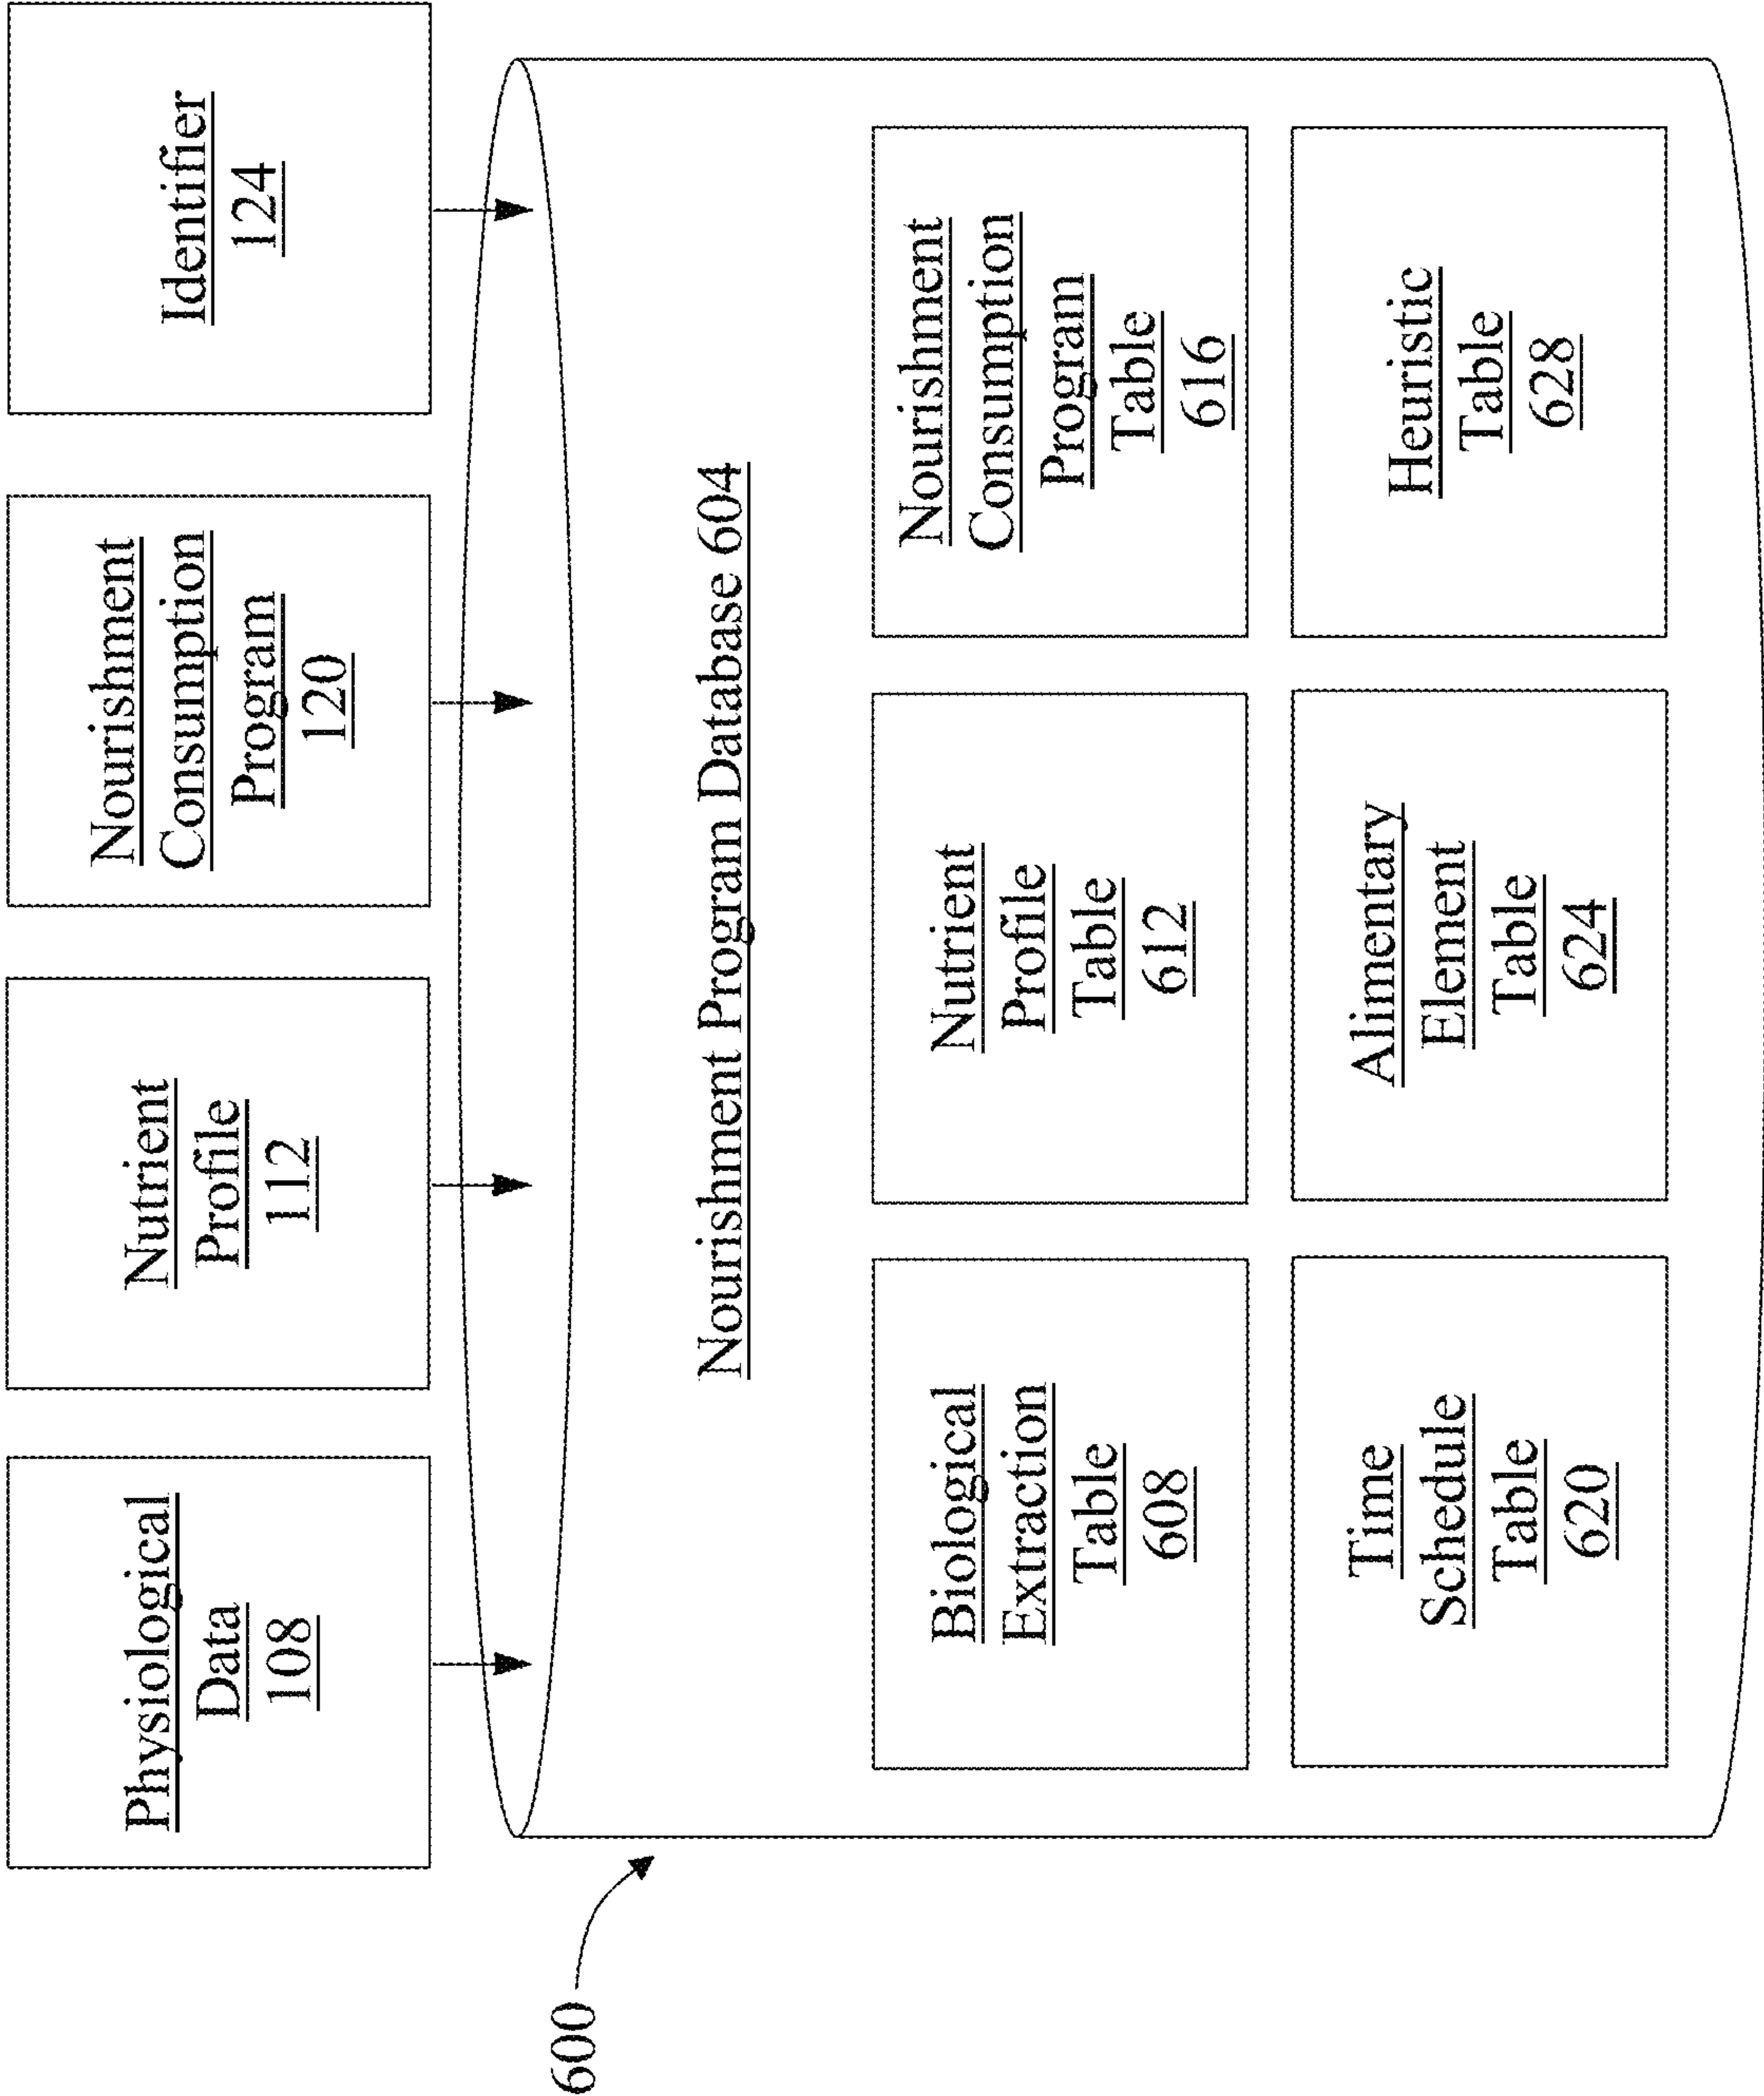 Physiological
Data
108
Nutrient
Profile
112
Nourishment
Consumption
Program
120
Identifier
124
600
Nourishment Program Database 604
Biological
Extraction
Table
608
Nutrient
Profile
Table
612
Nourishment
Consumption
Program
Table
616
Time
Schedule
Table
620
Alimentary
Element
Table
624
Heuristic
Table
628